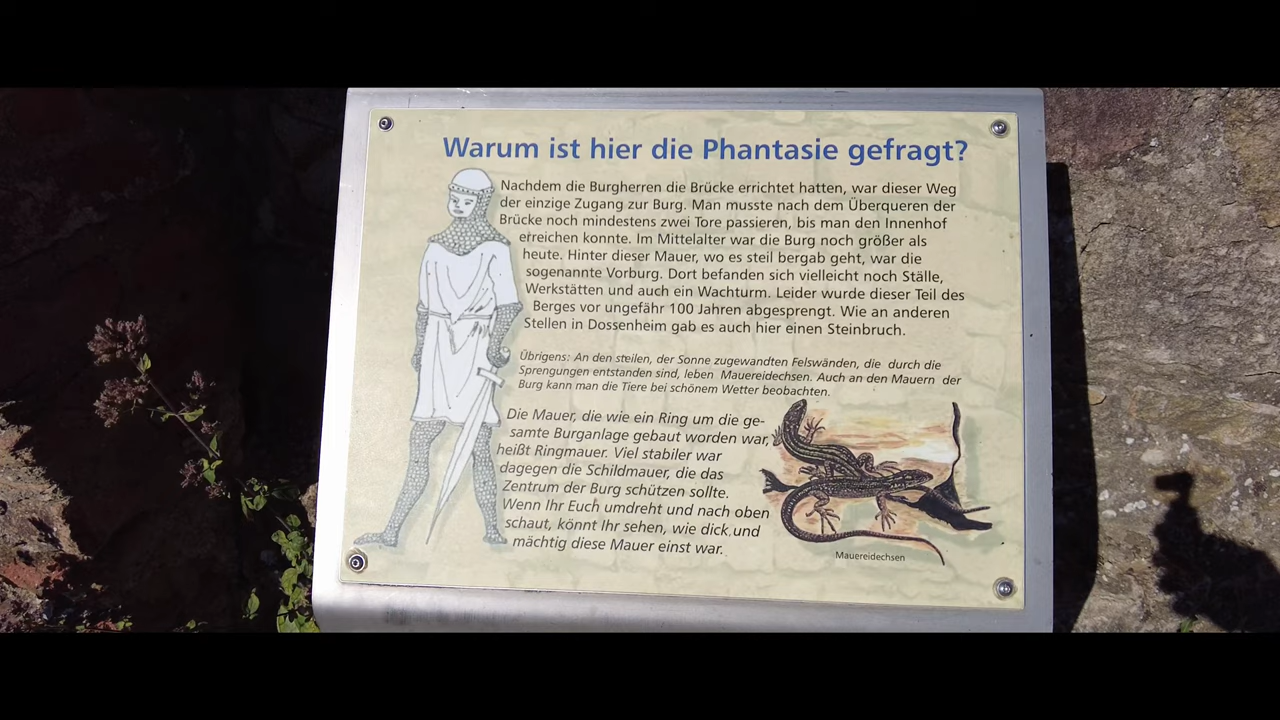 Warum ist hier die Phantasie gefragt?
Nachdem die Burgherren die Brücke errichtet hatten, war dieser Weg
der einzige Zugang zur Burg. Man musste nach dem Überqueren der
Brücke noch mindestens zwei Tore passieren, bis man den Innenhof
erreichen konnte. Im Mittelalter war die Burg noch größer als
heute. Hinter dieser Mauer, wo es steil bergab geht, war die
sogenannte Vorburg. Dort befanden sich vielleicht noch Ställe,
Werkstätten und auch ein Wachturm. Leider wurde dieser Teil des
Berges vor ungefähr 100 Jahren abgesprengt. Wie an anderen
Stellen in Dossenheim gab es auch hier einen Steinbruch.
Übrigens: An den steilen, der Sonne zugewandten Felswänden, die durch die
Sprengungen entstanden sind, leben Mauereidechsen. Auch an den Mauern der
Burg kann man die Tiere bei schönem Wetter beobachten.
Die Mauer, die wie ein Ring um die ge-
samte Burganlage gebaut worden war,
heißt Ringmauer. Viel stabiler war
dagegen die Schildmauer, die das
Zentrum der Burg schützen sollte.
Wenn Ihr Euch umdreht und nach oben
schaut, könnt Ihr sehen, wie dick und
mächtig diese Mauer einst war.
Mauereidechsen